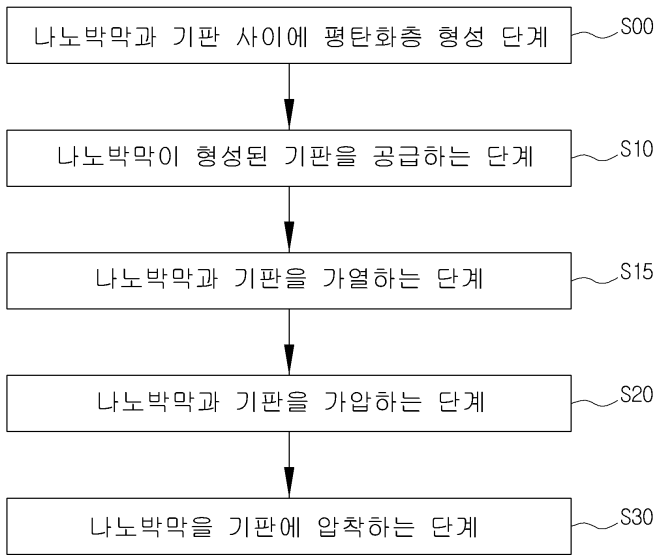 나노박막과 기판 사이에 평탄화층 형성 단계 S00
나노박막이 형성된 기판을 공급하는 단계 S10
나노박막과 기판을 가열하는 단계 S15
나노박막과 기판을 가압하는 단계 S20
나노박막을 기판에 압착하는 단계 S30